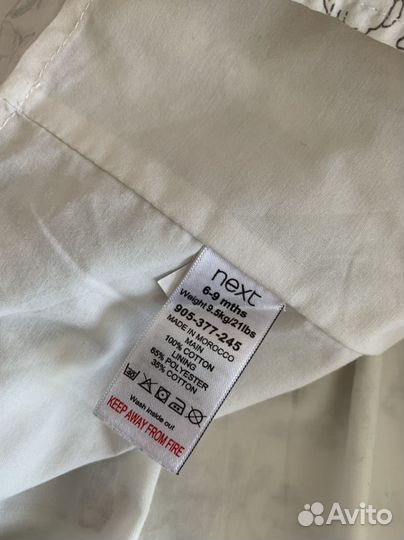 next
6-9 mths
Weight 9.5kg/21lbs
905-377-245
MADE IN MOROCCO
MAIN
100% COTTON
LINING
65% POLYESTER
35% COTTON
Wash inside out
KEEP AWAY FROM FIRE
Avito